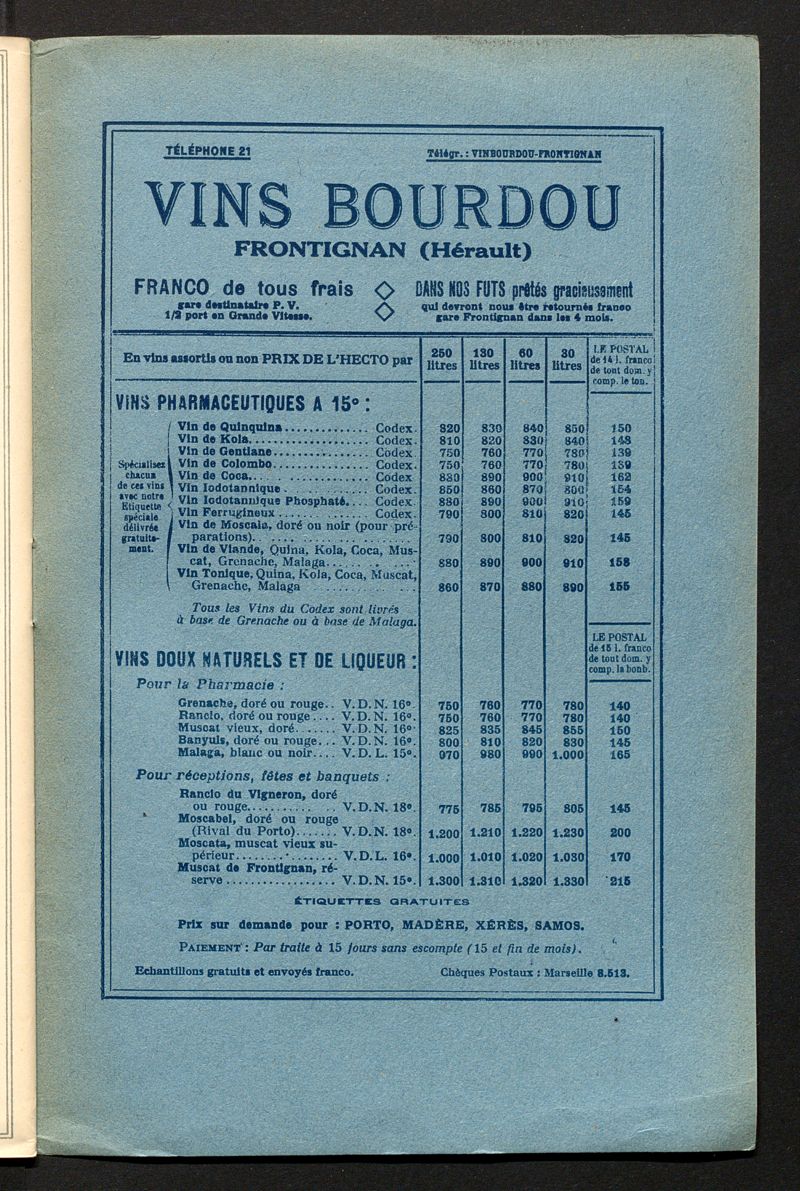 TÉLÉPHONE 21
Télégr. : VINBOURDOU-FRONTIGNAN
VINS BOURDOU
FRONTIGNAN (Hérault)
FRANCO de tous frais
gare destinataire P. V.
1/2 port en Grande Vitesse.
DANS NOS FUTS prêtés gracieusement
qui devront nous être retournés franco
gare Frontignan dans les 4 mois.
En vins assortis ou non PRIX DE L'HECTO par
250 litres
130 litres
60 litres
30 litres
LE POSTAL
de 14 l. franco
de tout dom. y
comp. le ton.
VINS PHARMACEUTIQUES A 15° :
Spécialisez
chacun
de ces vins
avec notre
Etiquette
spéciale
délivrée
gratuite-
ment.
Vin de Quinquina.............. Codex. 820 830 840 850 150
Vin de Kola................... Codex. 810 820 830 840 148
Vin de Gentiane............... Codex 750 760 770 780 139
Vin de Colombo............... Codex. 750 760 770 780 139
Vin de Coca................... Codex. 880 890 900 910 162
Vin Iodotannique ............. Codex. 850 860 870 154
Vin Iodotannique Phosphaté.... Codex. 880 890 900 910 159
Vin Ferrugineux .............. Codex. 790 800 810 820 145
Vin de Moscala, doré ou noir (pour pré-
parations).. 790 800 810 820 145
Vin de Viande, Quina, Kola, Coca, Mus-
cat, Grenache, Malaga........... 880 890 900 910 158
Vin Tonique, Quina, Kola, Coca, Muscat,
Grenache, Malaga ............... 860 870 880 890 155
Tous les Vins du Codex sont livrés
à base de Grenache ou à base de Malaga.
LE POSTAL
de 15 l. franco
de tout dom. y
comp. la bonb.
VINS DOUX NATURELS ET DE LIQUEUR :
Pour la Pharmacie :
Grenache, doré ou rouge.. V. D. N. 16°. 750 760 770 780 140
Rancio, doré ou rouge .... V. D. N. 16°. 750 760 770 780 140
Muscat vieux, doré....... V. D. N. 16°. 825 835 845 855 150
Banyuls, doré ou rouge... V. D. N. 16°. 800 810 820 830 145
Malaga, blanc ou noir.... V. D. L. 15°. 970 980 990 1.000 165
Pour réceptions, fêtes et banquets :
Rancio du Vigneron, doré
ou rouge........... .. V. D. N. 18°. 775 785 795 805 145
Moscabel, doré ou rouge
(Rival du Porto)....... V. D. N. 18°. 1.200 1.210 1.220 1.230 200
Moscata, muscat vieux su-
périeur................ V. D. L. 16°. 1.000 1.010 1.020 1.030 170
Muscat de Frontignan, ré-
serve ................. V. D. N. 15°. 1.300 1.310 1.320 1.330 215
ÉTIQUETTES GRATUITES
Prix sur demande pour : PORTO, MADÈRE, XÉRÈS, SAMOS.
PAIEMENT : Par traite à 15 jours sans escompte (15 et fin de mois).
Echantillons gratuits et envoyés franco.
Chèques Postaux : Marseille 8.513.